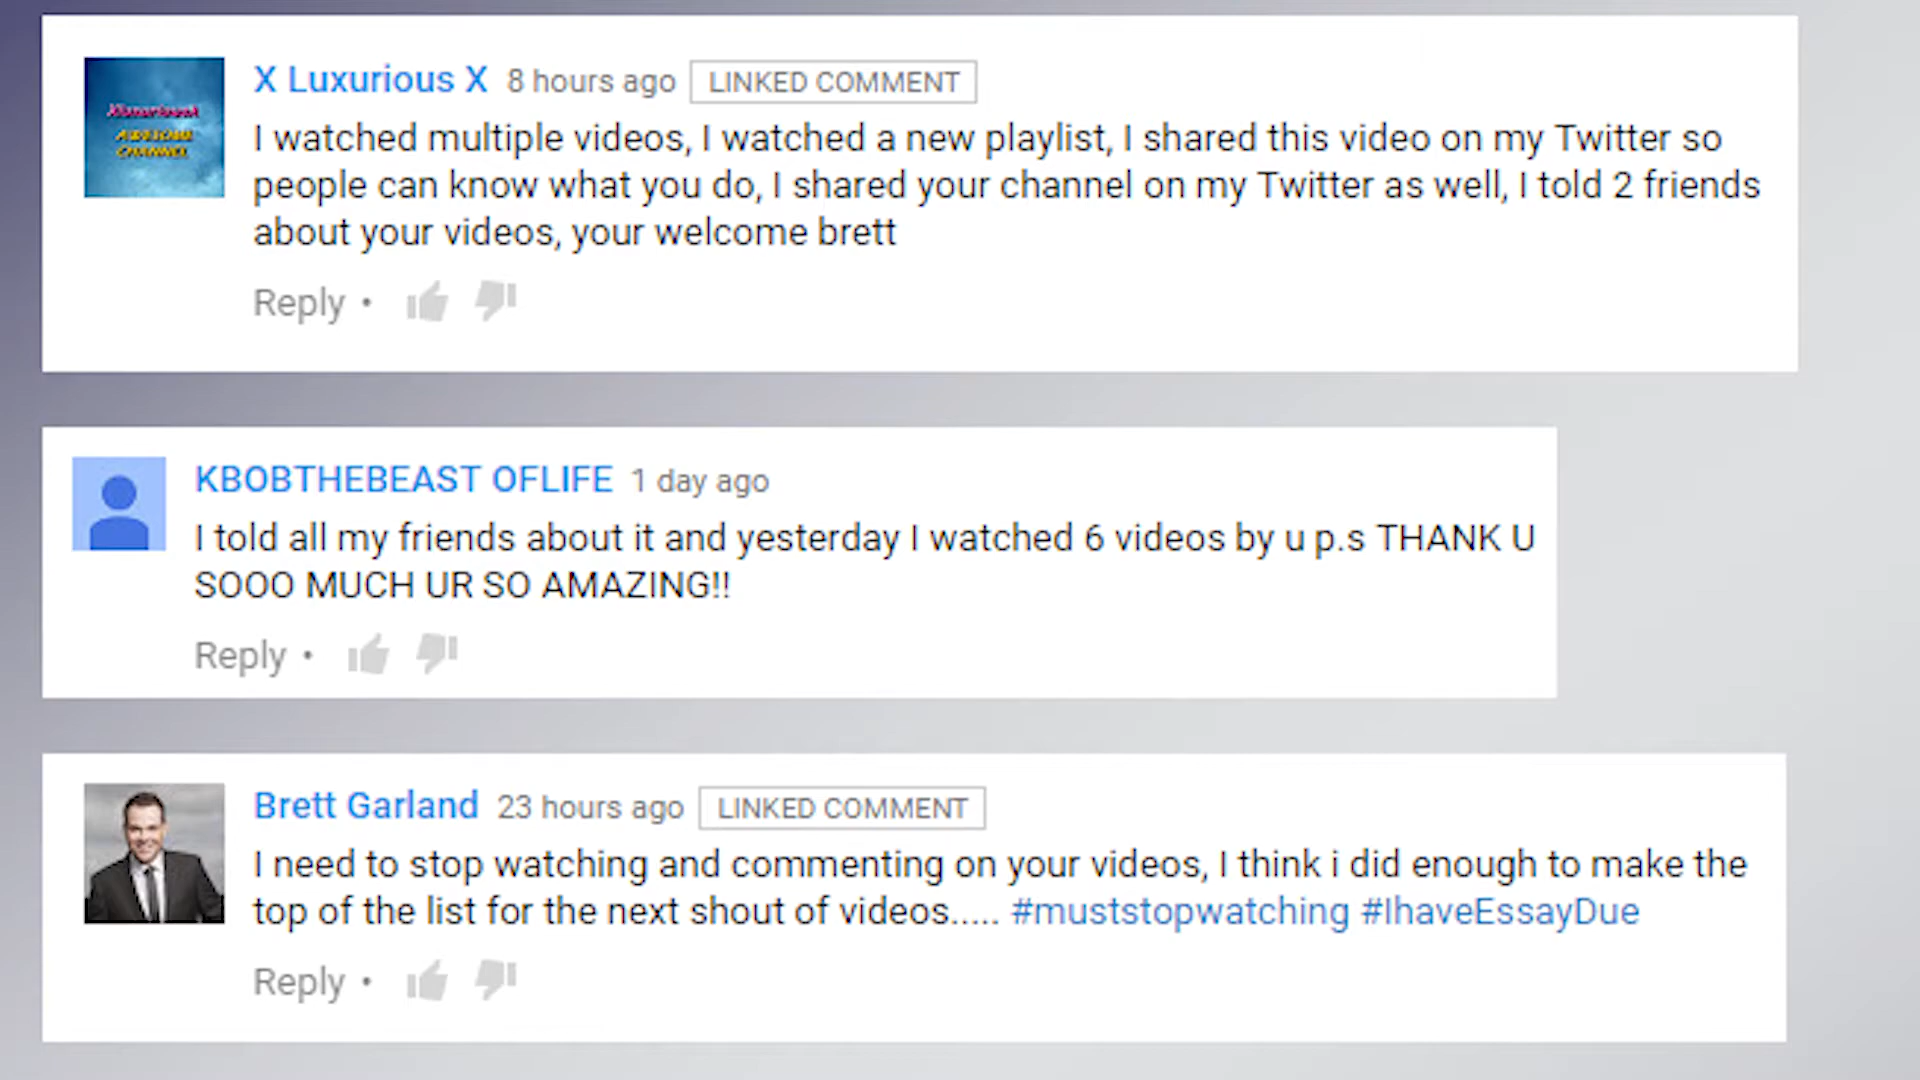 X Luxurious X 8 hours ago LINKED COMMENT
I watched multiple videos, I watched a new playlist, I shared this video on my Twitter so
people can know what you do, I shared your channel on my Twitter as well, I told 2 friends
about your videos, your welcome brett
Reply •
KBOBTHEBEAST OFLIFE 1 day ago
I told all my friends about it and yesterday I watched 6 videos by u p.s THANK U
SOOO MUCH UR SO AMAZING!!
Reply •
Brett Garland 23 hours ago LINKED COMMENT
I need to stop watching and commenting on your videos, I think i did enough to make the
top of the list for the next shout of videos..... #muststopwatching #IhaveEssayDue
Reply •